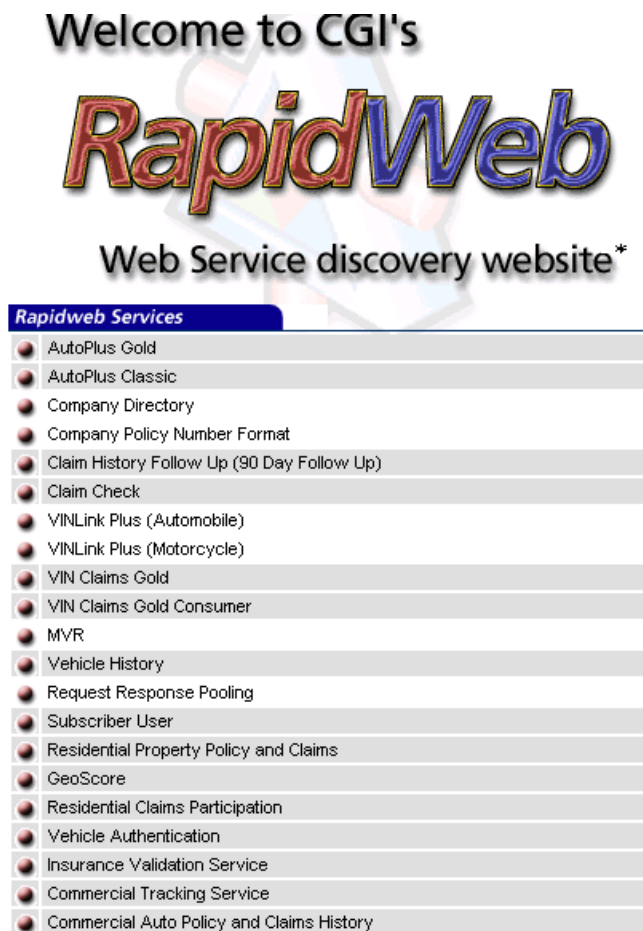 Welcome to CGI's
RapidWeb
Web Service discovery website*
Rapidweb Services
AutoPlus Gold
AutoPlus Classic
Company Directory
Company Policy Number Format
Claim History Follow Up (90 Day Follow Up)
Claim Check
VINLink Plus (Automobile)
VINLink Plus (Motorcycle)
VIN Claims Gold
VIN Claims Gold Consumer
MVR
Vehicle History
Request Response Pooling
Subscriber User
Residential Property Policy and Claims
GeoScore
Residential Claims Participation
Vehicle Authentication
Insurance Validation Service
Commercial Tracking Service
Commercial Auto Policy and Claims History